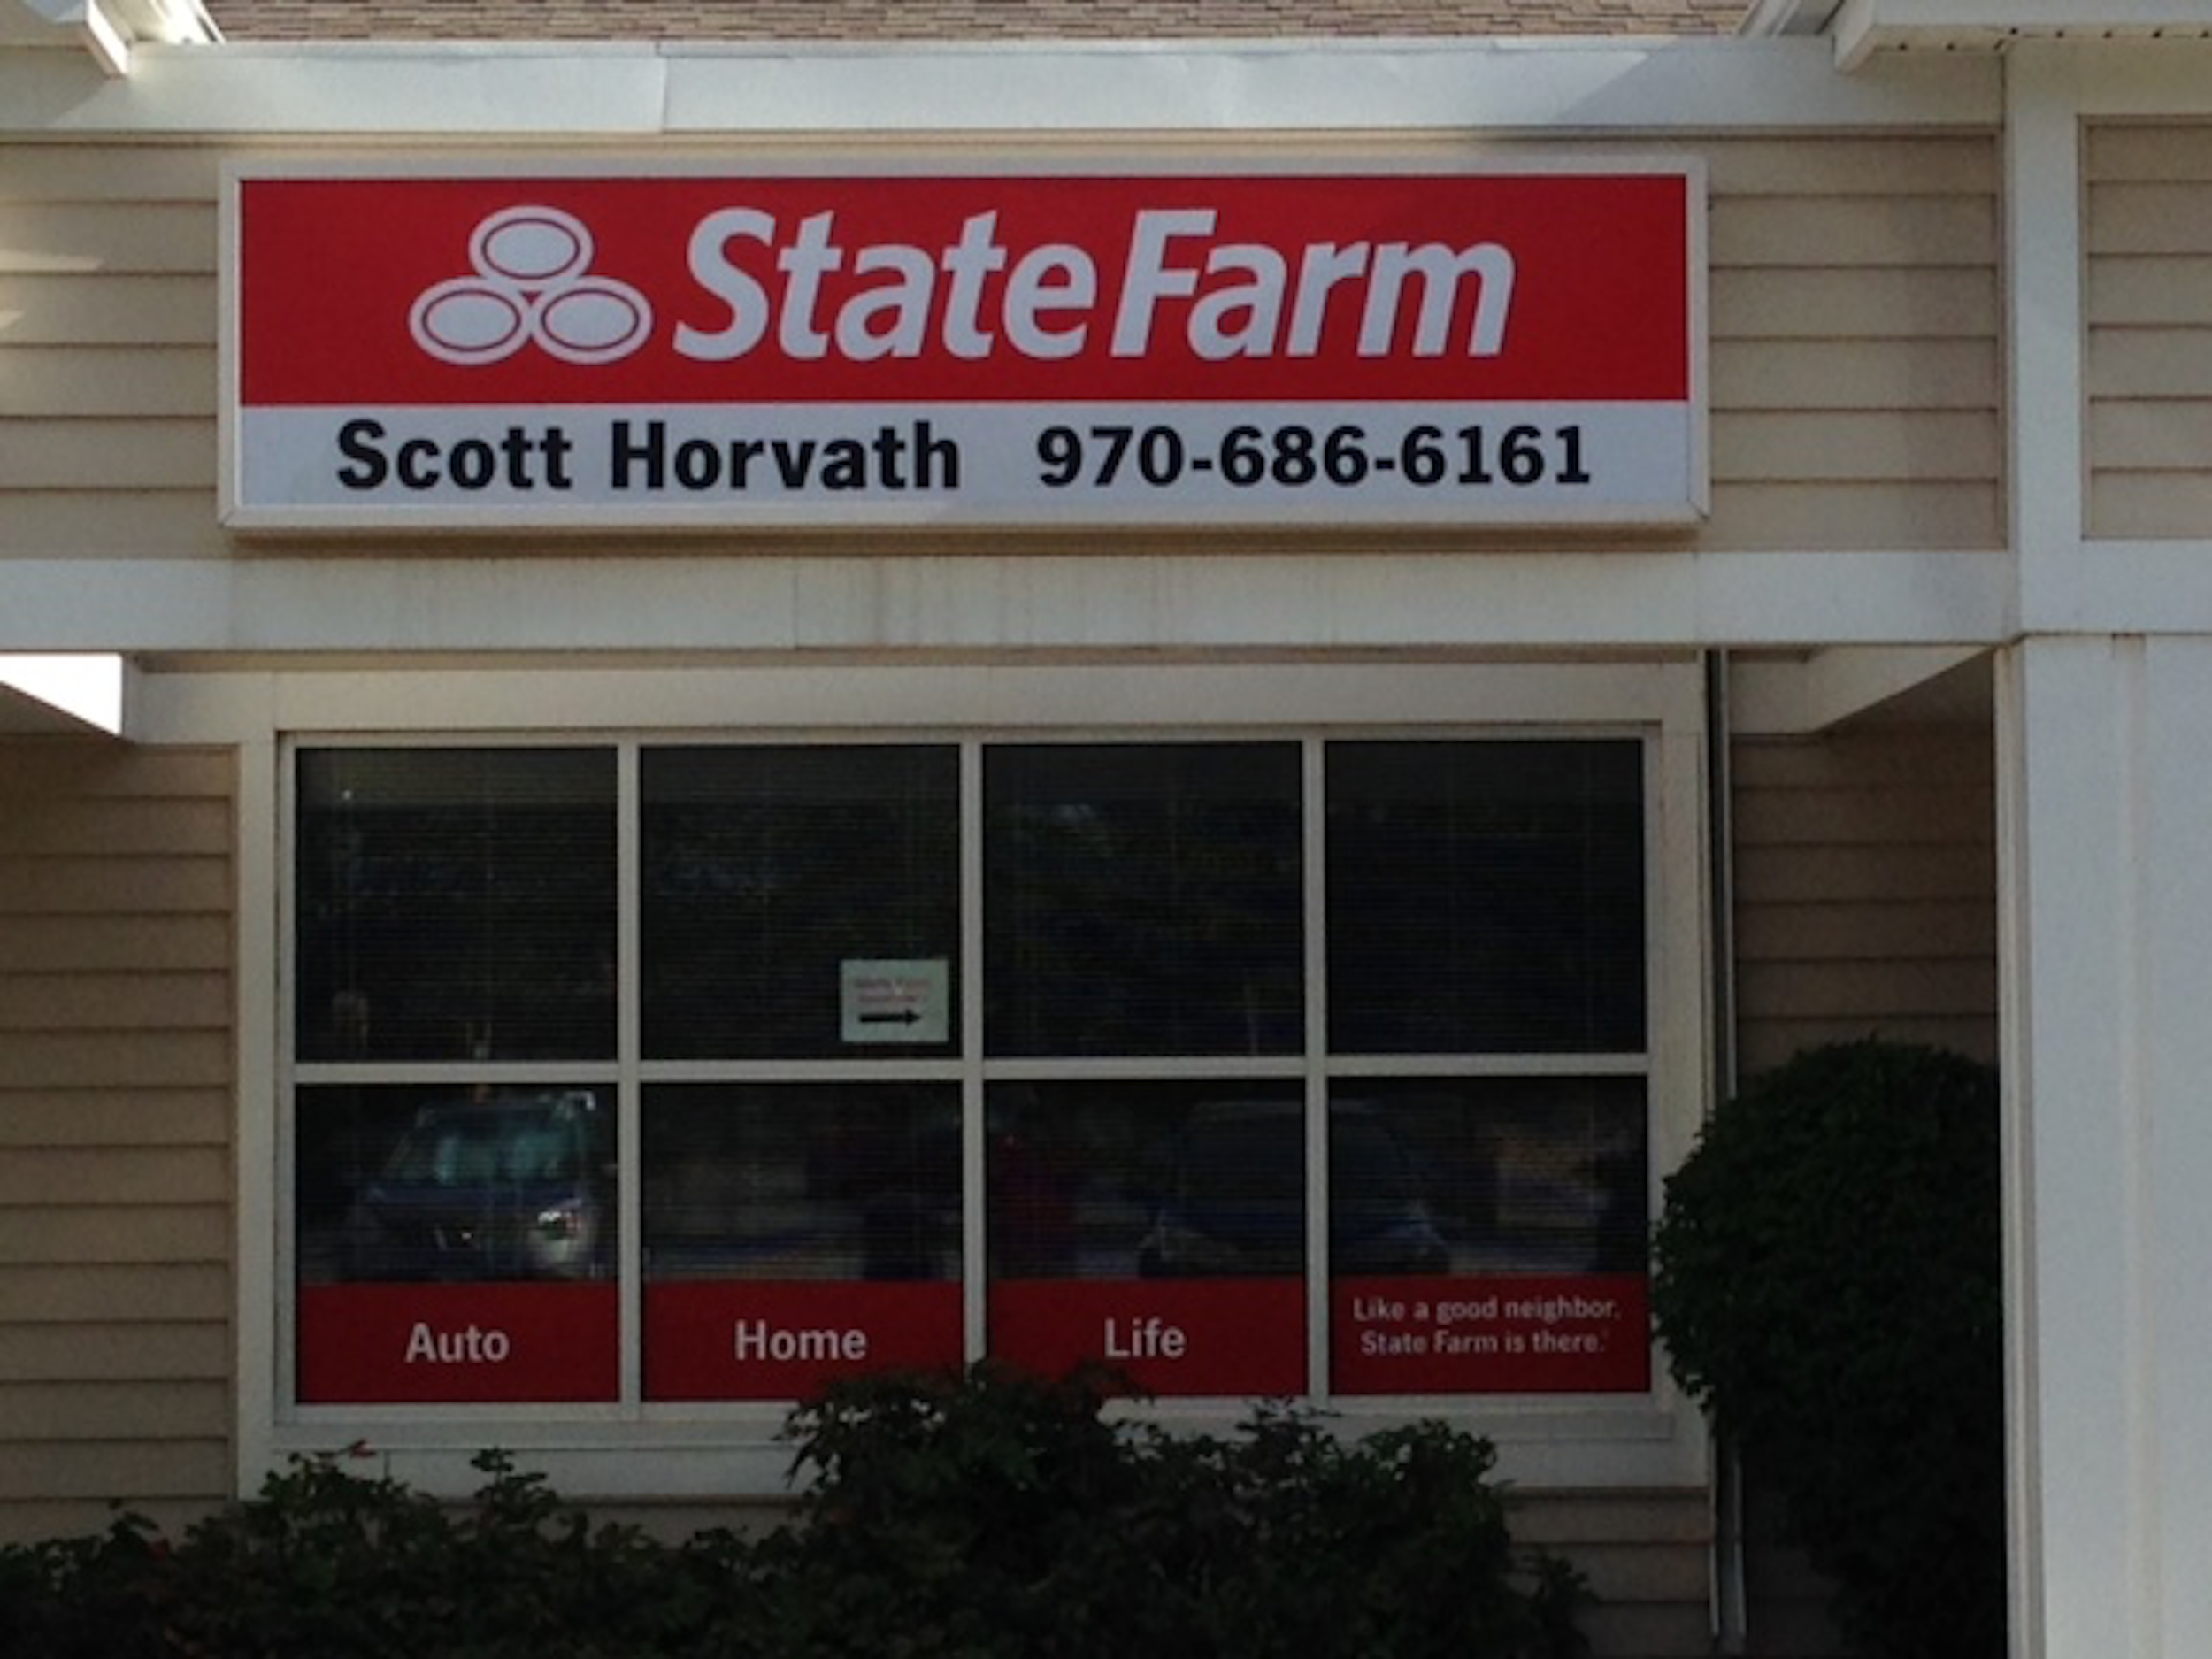 State Farm
Scott Horvath 970-686-6161
Auto
Home
Life
Like a good neighbor,
State Farm is there.